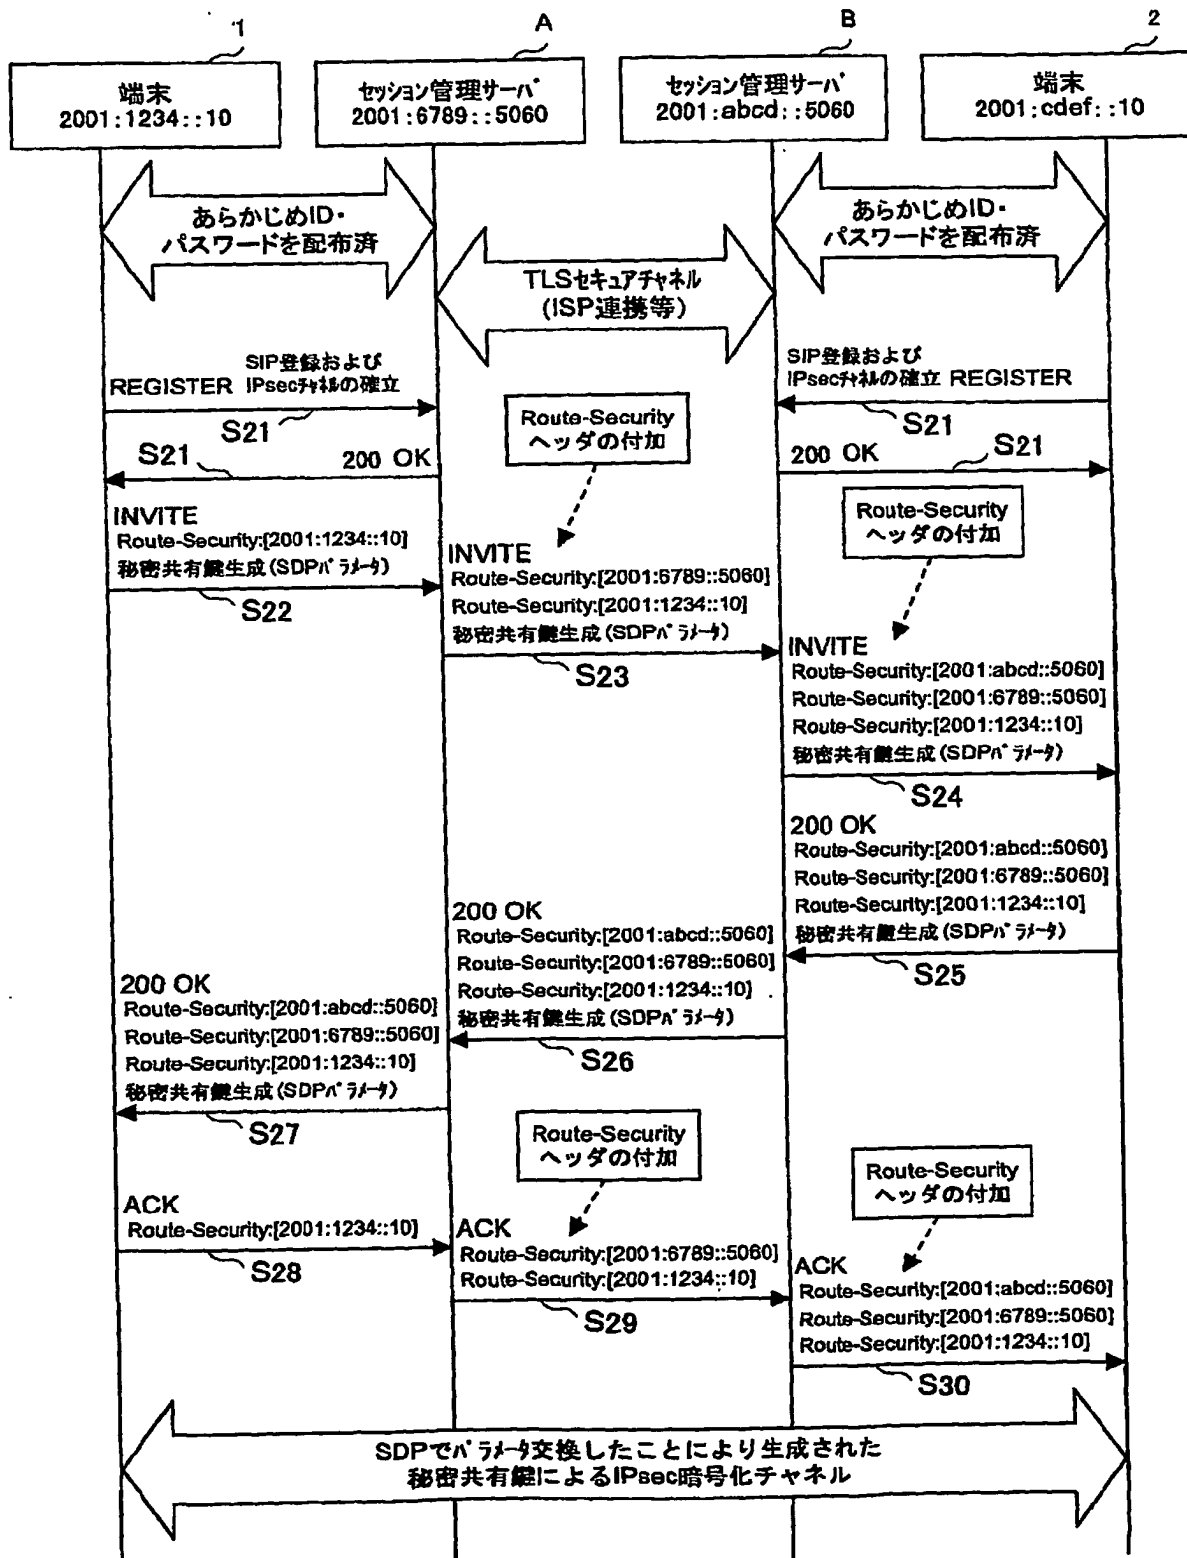 1
A
B
2
端末
2001:1234::10
セッション管理サーバ
2001:6789::5060
セッション管理サーバ
2001:abcd::5060
端末
2001:cdef::10
あらかじめID・
パスワードを配布済
あらかじめID・
パスワードを配布済
TLSセキュアチャネル
(ISP連携等)
SIP登録および
REGISTER IPsecチャネルの確立
S21
SIP登録および
IPsecチャネルの確立 REGISTER
S21
Route-Security
ヘッダの付加
S21
200 OK
200 OK
S21
Route-Security
ヘッダの付加
INVITE
Route-Security:[2001:1234::10]
秘密共有鍵生成(SDPパラメータ)
S22
INVITE
Route-Security:[2001:6789::5060]
Route-Security:[2001:1234::10]
秘密共有鍵生成(SDPパラメータ)
S23
INVITE
Route-Security:[2001:abcd::5060]
Route-Security:[2001:6789::5060]
Route-Security:[2001:1234::10]
秘密共有鍵生成(SDPパラメータ)
S24
200 OK
Route-Security:[2001:abcd::5060]
Route-Security:[2001:6789::5060]
Route-Security:[2001:1234::10]
秘密共有鍵生成(SDPパラメータ)
S25
200 OK
Route-Security:[2001:abcd::5060]
Route-Security:[2001:6789::5060]
Route-Security:[2001:1234::10]
秘密共有鍵生成(SDPパラメータ)
S26
200 OK
Route-Security:[2001:abcd::5060]
Route-Security:[2001:6789::5060]
Route-Security:[2001:1234::10]
秘密共有鍵生成(SDPパラメータ)
S27
Route-Security
ヘッダの付加
Route-Security
ヘッダの付加
ACK
Route-Security:[2001:1234::10]
S28
ACK
Route-Security:[2001:6789::5060]
Route-Security:[2001:1234::10]
S29
ACK
Route-Security:[2001:abcd::5060]
Route-Security:[2001:6789::5060]
Route-Security:[2001:1234::10]
S30
SDPでパラメータ交換したことにより生成された
秘密共有鍵によるIPsec暗号化チャネル